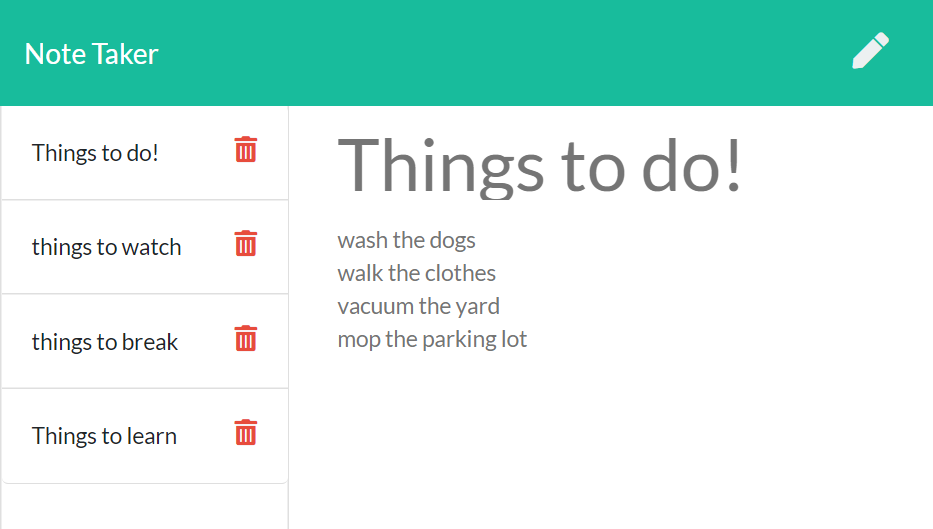 Note Taker
Things to do!
things to watch
things to break
Things to learn
Things to do!
wash the dogs
walk the clothes
vacuum the yard
mop the parking lot